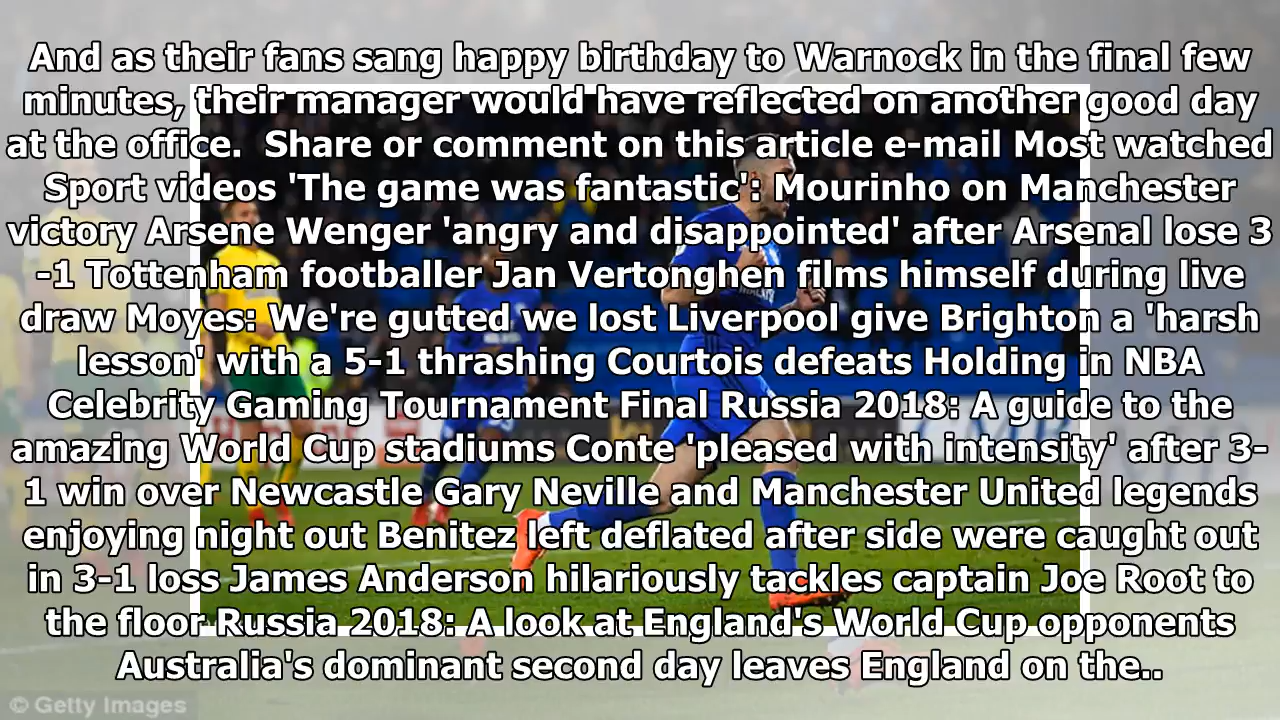 And as their fans sang happy birthday to Warnock in the final few
minutes, their manager would have reflected on another good day
at the office.  Share or comment on this article e-mail Most watched
Sport videos 'The game was fantastic': Mourinho on Manchester
victory Arsene Wenger 'angry and disappointed' after Arsenal lose 3
-1 Tottenham footballer Jan Vertonghen films himself during live
draw Moyes: We're gutted we lost Liverpool give Brighton a 'harsh
lesson' with a 5-1 thrashing Courtois defeats Holding in NBA
Celebrity Gaming Tournament Final Russia 2018: A guide to the
amazing World Cup stadiums Conte 'pleased with intensity' after 3-
1 win over Newcastle Gary Neville and Manchester United legends
enjoying night out Benitez left deflated after side were caught out
in 3-1 loss James Anderson hilariously tackles captain Joe Root to
the floor Russia 2018: A look at England's World Cup opponents
Australia's dominant second day leaves England on the..
© Getty Images